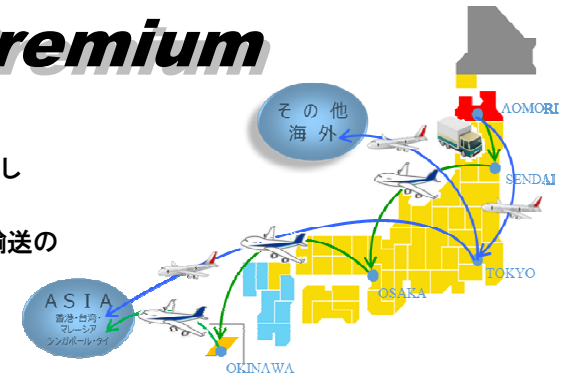 remium
その他
海外
AOMORI
し
SENDAI
輸送の
TOKYO
ASIA
香港・台湾・
マレーシア
シンガポール・タイ
OSAKA
OKINAWA